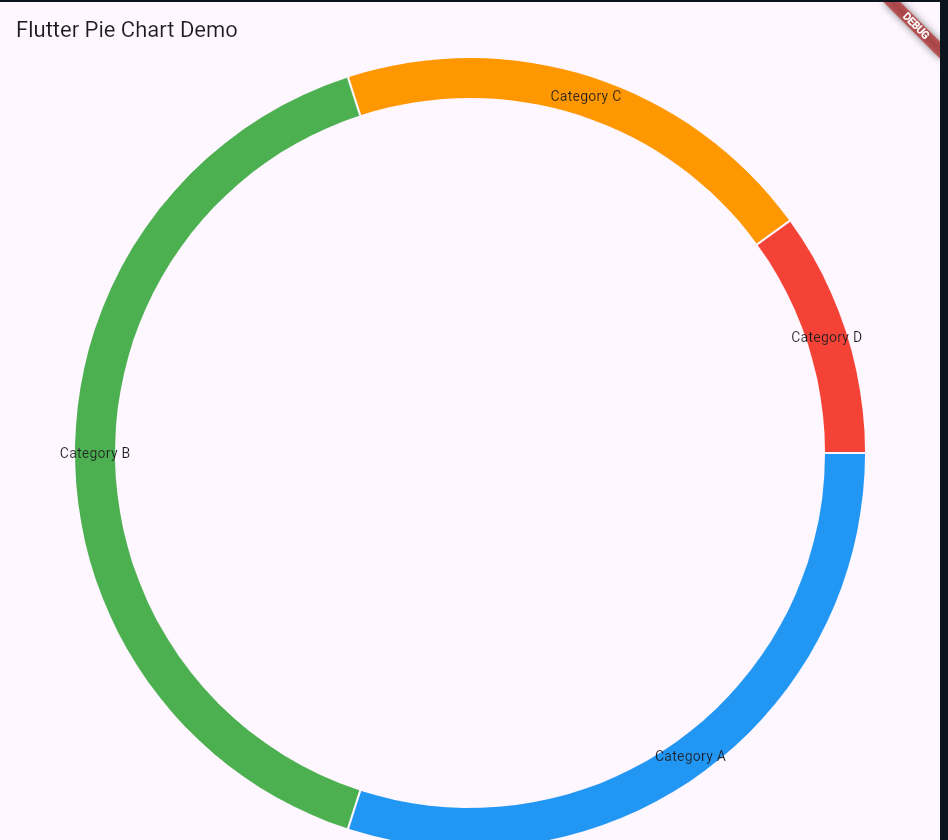 Flutter Pie Chart Demo
DEBUG
Category C
Category D
Category B
Category A